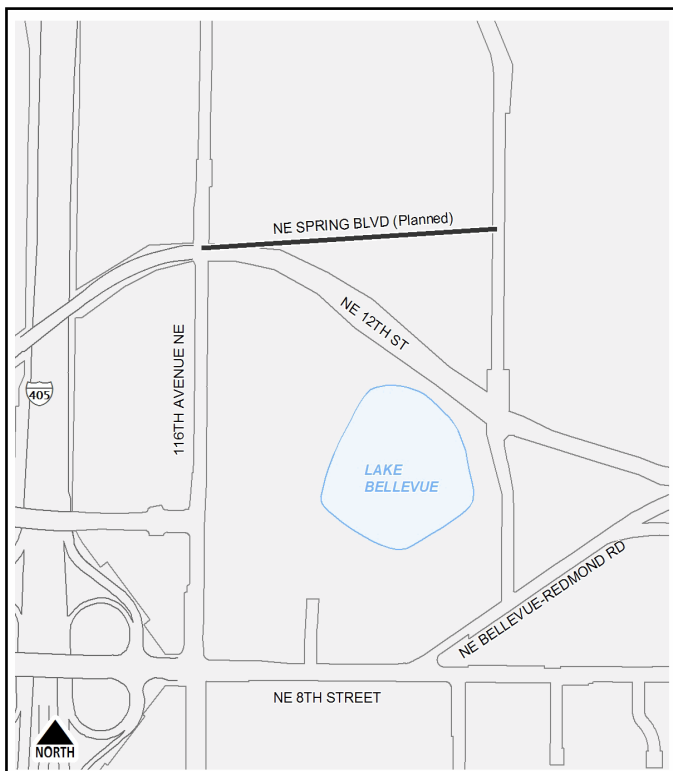 NE SPRING BLVD (Planned)
NE 12TH ST
116TH AVENUE NE
405
LAKE
BELLEVUE
NE BELLEVUE-REDMOND RD
NE 8TH STREET
NORTH